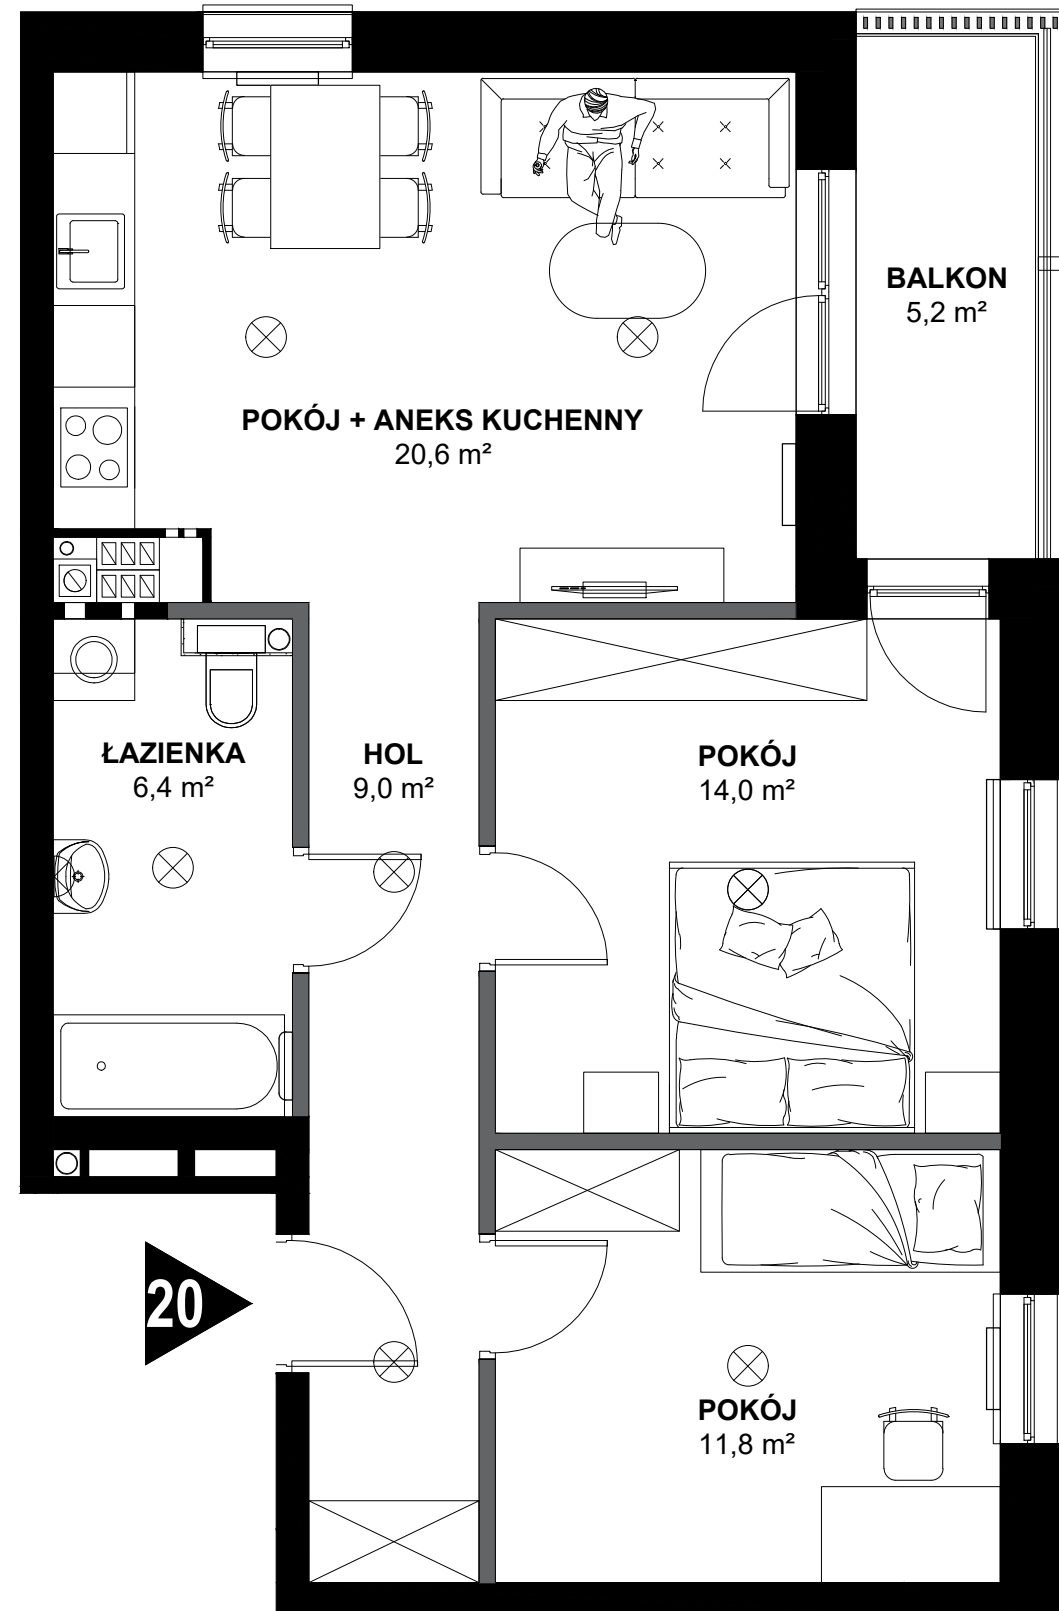 BALKON
5,2 m²
POKÓJ + ANEKS KUCHENNY
20,6 m²
ŁAZIENKA
6,4 m²
HOL
9,0 m²
POKÓJ
14,0 m²
20
POKÓJ
11,8 m²